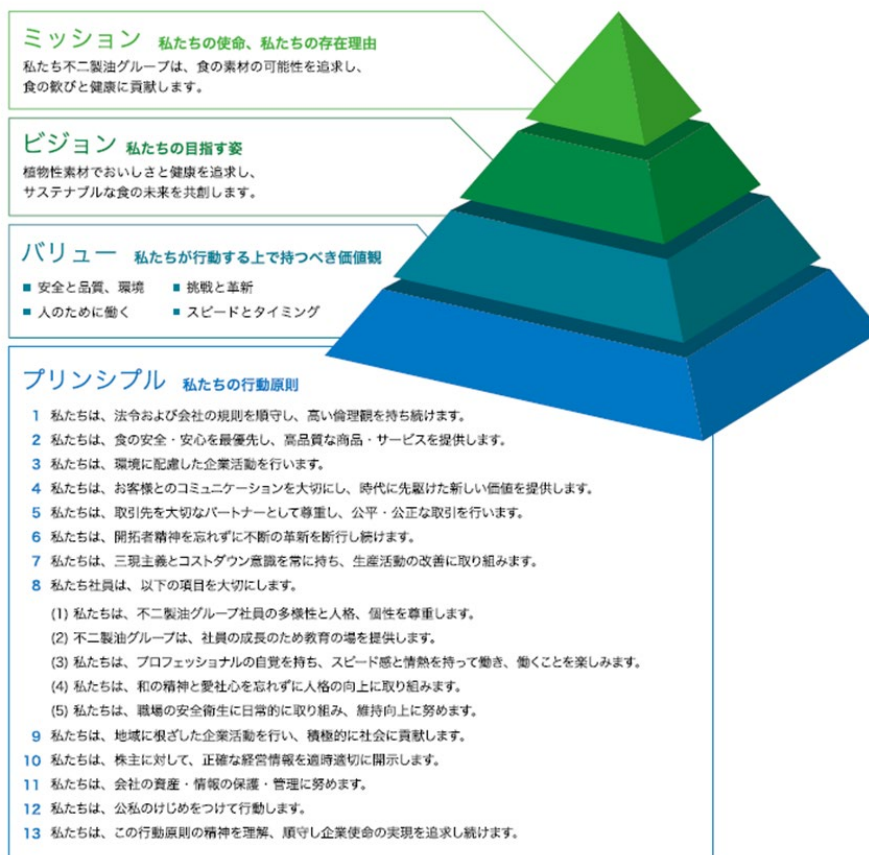 ミッション 私たちの使命、私たちの存在理由
私たち不二製油グループは、食の素材の可能性を追求し、
食の歓びと健康に貢献します。
ビジョン 私たちの目指す姿
植物性素材でおいしさと健康を追求し、
サステナブルな食の未来を共創します。
バリュー 私たちが行動する上で持つべき価値観
■ 安全と品質、環境 ■ 挑戦と革新
■ 人のために働く ■ スピードとタイミング
プリンシプル 私たちの行動原則
1 私たちは、法令および会社の規則を順守し、高い倫理観を持ち続けます。
2 私たちは、食の安全・安心を最優先し、高品質な商品・サービスを提供します。
3 私たちは、環境に配慮した企業活動を行います。
4 私たちは、お客様とのコミュニケーションを大切にし、時代に先駆けた新しい価値を提供します。
5 私たちは、取引先を大切なパートナーとして尊重し、公平・公正な取引を行います。
6 私たちは、開拓者精神を忘れずに不断の革新を断行し続けます。
7 私たちは、三現主義とコストダウン意識を常に持ち、生産活動の改善に取り組みます。
8 私たち社員は、以下の項目を大切にします。
(1) 私たちは、不二製油グループ社員の多様性と人格、個性を尊重します。
(2) 不二製油グループは、社員の成長のため教育の場を提供します。
(3) 私たちは、プロフェッショナルの自覚を持ち、スピード感と情熱を持って働き、働くことを楽しみます。
(4) 私たちは、和の精神と愛社心を忘れずに人格の向上に取り組みます。
(5) 私たちは、職場の安全衛生に日常的に取り組み、維持向上に努めます。
9 私たちは、地域に根ざした企業活動を行い、積極的に社会に貢献します。
10 私たちは、株主に対して、正確な経営情報を適時適切に開示します。
11 私たちは、会社の資産・情報の保護・管理に努めます。
12 私たちは、公私のけじめをつけて行動します。
13 私たちは、この行動原則の精神を理解、順守し企業使命の実現を追求し続けます。